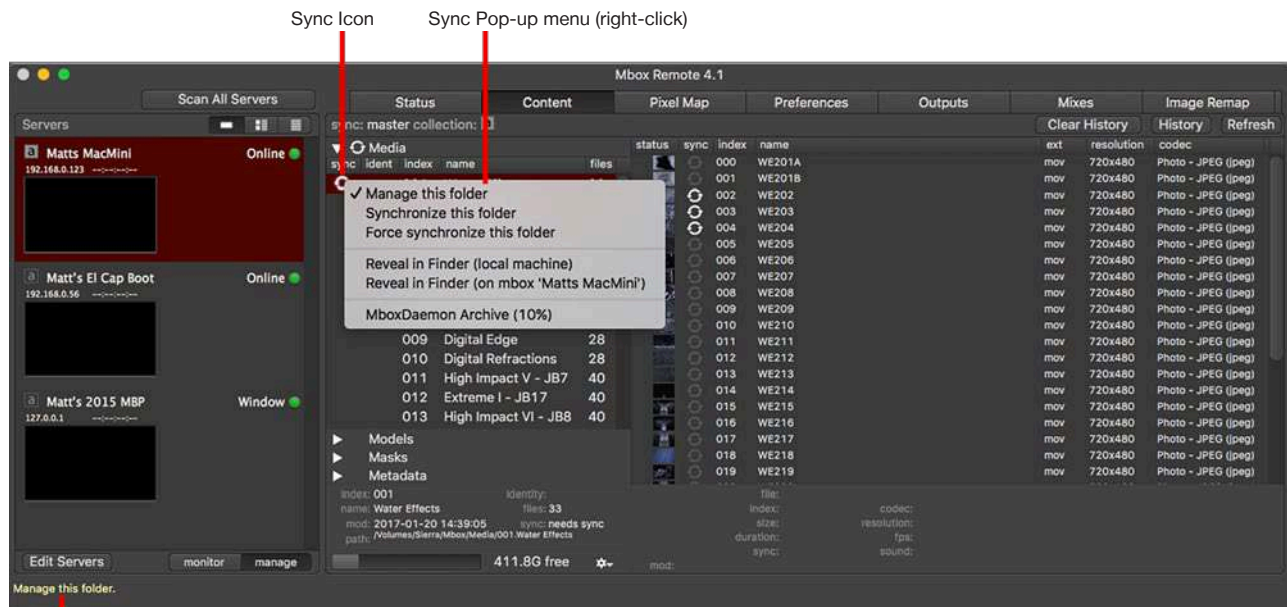 Sync Icon
Sync Pop-up menu (right-click)
Mbox Remote 4.1
Scan All Servers
Status Content Pixel Map Preferences Outputs Mixes Image Remap
Servers
sync: master collection:
Clear History History Refresh
Media
sync ident index name files
status sync index name ext resolution codec
Matts MacMini Online
192.168.0.123 --:--:--:--
Matt's El Cap Boot Online
192.168.0.56 --:--:--:--
Matt's 2015 MBP Window
127.0.0.1 --:--:--:--
✓ Manage this folder
Synchronize this folder
Force synchronize this folder
Reveal in Finder (local machine)
Reveal in Finder (on mbox 'Matts MacMini')
MboxDaemon Archive (10%)
009 Digital Edge 28
010 Digital Refractions 28
011 High Impact V - JB7 40
012 Extreme I - JB17 40
013 High Impact VI - JB8 40
Models
Masks
Metadata
000 WE201A mov 720x480 Photo - JPEG (jpeg)
001 WE201B mov 720x480 Photo - JPEG (jpeg)
002 WE202 mov 720x480 Photo - JPEG (jpeg)
003 WE203 mov 720x480 Photo - JPEG (jpeg)
004 WE204 mov 720x480 Photo - JPEG (jpeg)
005 WE205 mov 720x480 Photo - JPEG (jpeg)
006 WE206 mov 720x480 Photo - JPEG (jpeg)
007 WE207 mov 720x480 Photo - JPEG (jpeg)
008 WE208 mov 720x480 Photo - JPEG (jpeg)
009 WE209 mov 720x480 Photo - JPEG (jpeg)
010 WE210 mov 720x480 Photo - JPEG (jpeg)
011 WE211 mov 720x480 Photo - JPEG (jpeg)
012 WE212 mov 720x480 Photo - JPEG (jpeg)
013 WE213 mov 720x480 Photo - JPEG (jpeg)
014 WE214 mov 720x480 Photo - JPEG (jpeg)
015 WE215 mov 720x480 Photo - JPEG (jpeg)
016 WE216 mov 720x480 Photo - JPEG (jpeg)
017 WE217 mov 720x480 Photo - JPEG (jpeg)
018 WE218 mov 720x480 Photo - JPEG (jpeg)
019 WE219 mov 720x480 Photo - JPEG (jpeg)
index: 001 identity:
name: Water Effects files: 33
mod: 2017-01-20 14:39:05 sync: needs sync
path: /Volumes/Sierra/Mbox/Media/001.Water Effects
file:
index: codec:
size: resolution:
duration: fps:
sync: sound:
mod:
Edit Servers monitor manage
411.8G free
Manage this folder.